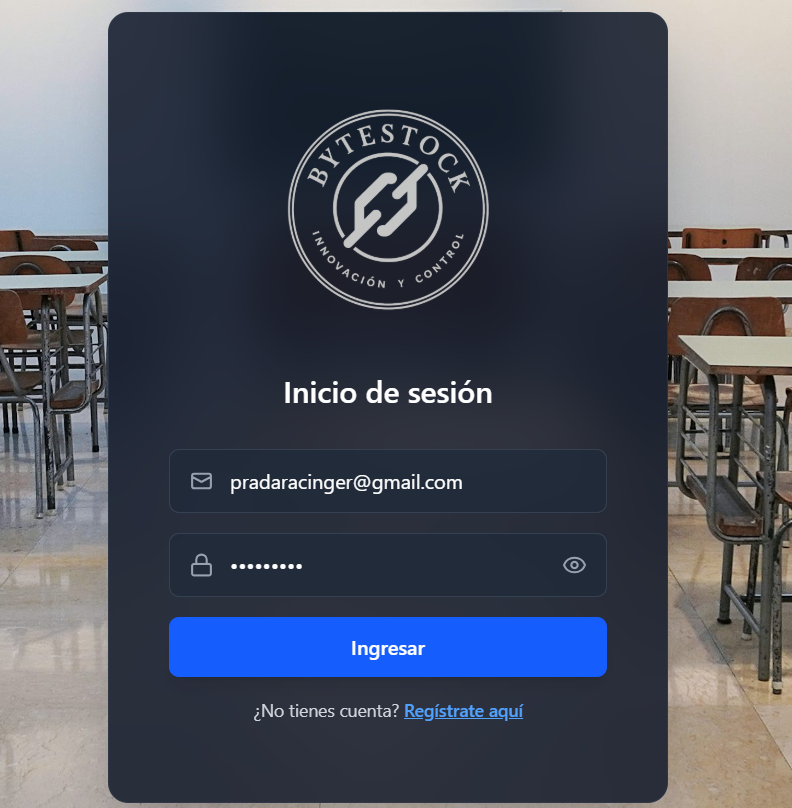 BYTESTOCK
INNOVACIÓN Y CONTROL
Inicio de sesión
pradaracinger@gmail.com
•••••••••
Ingresar
¿No tienes cuenta? Regístrate aquí